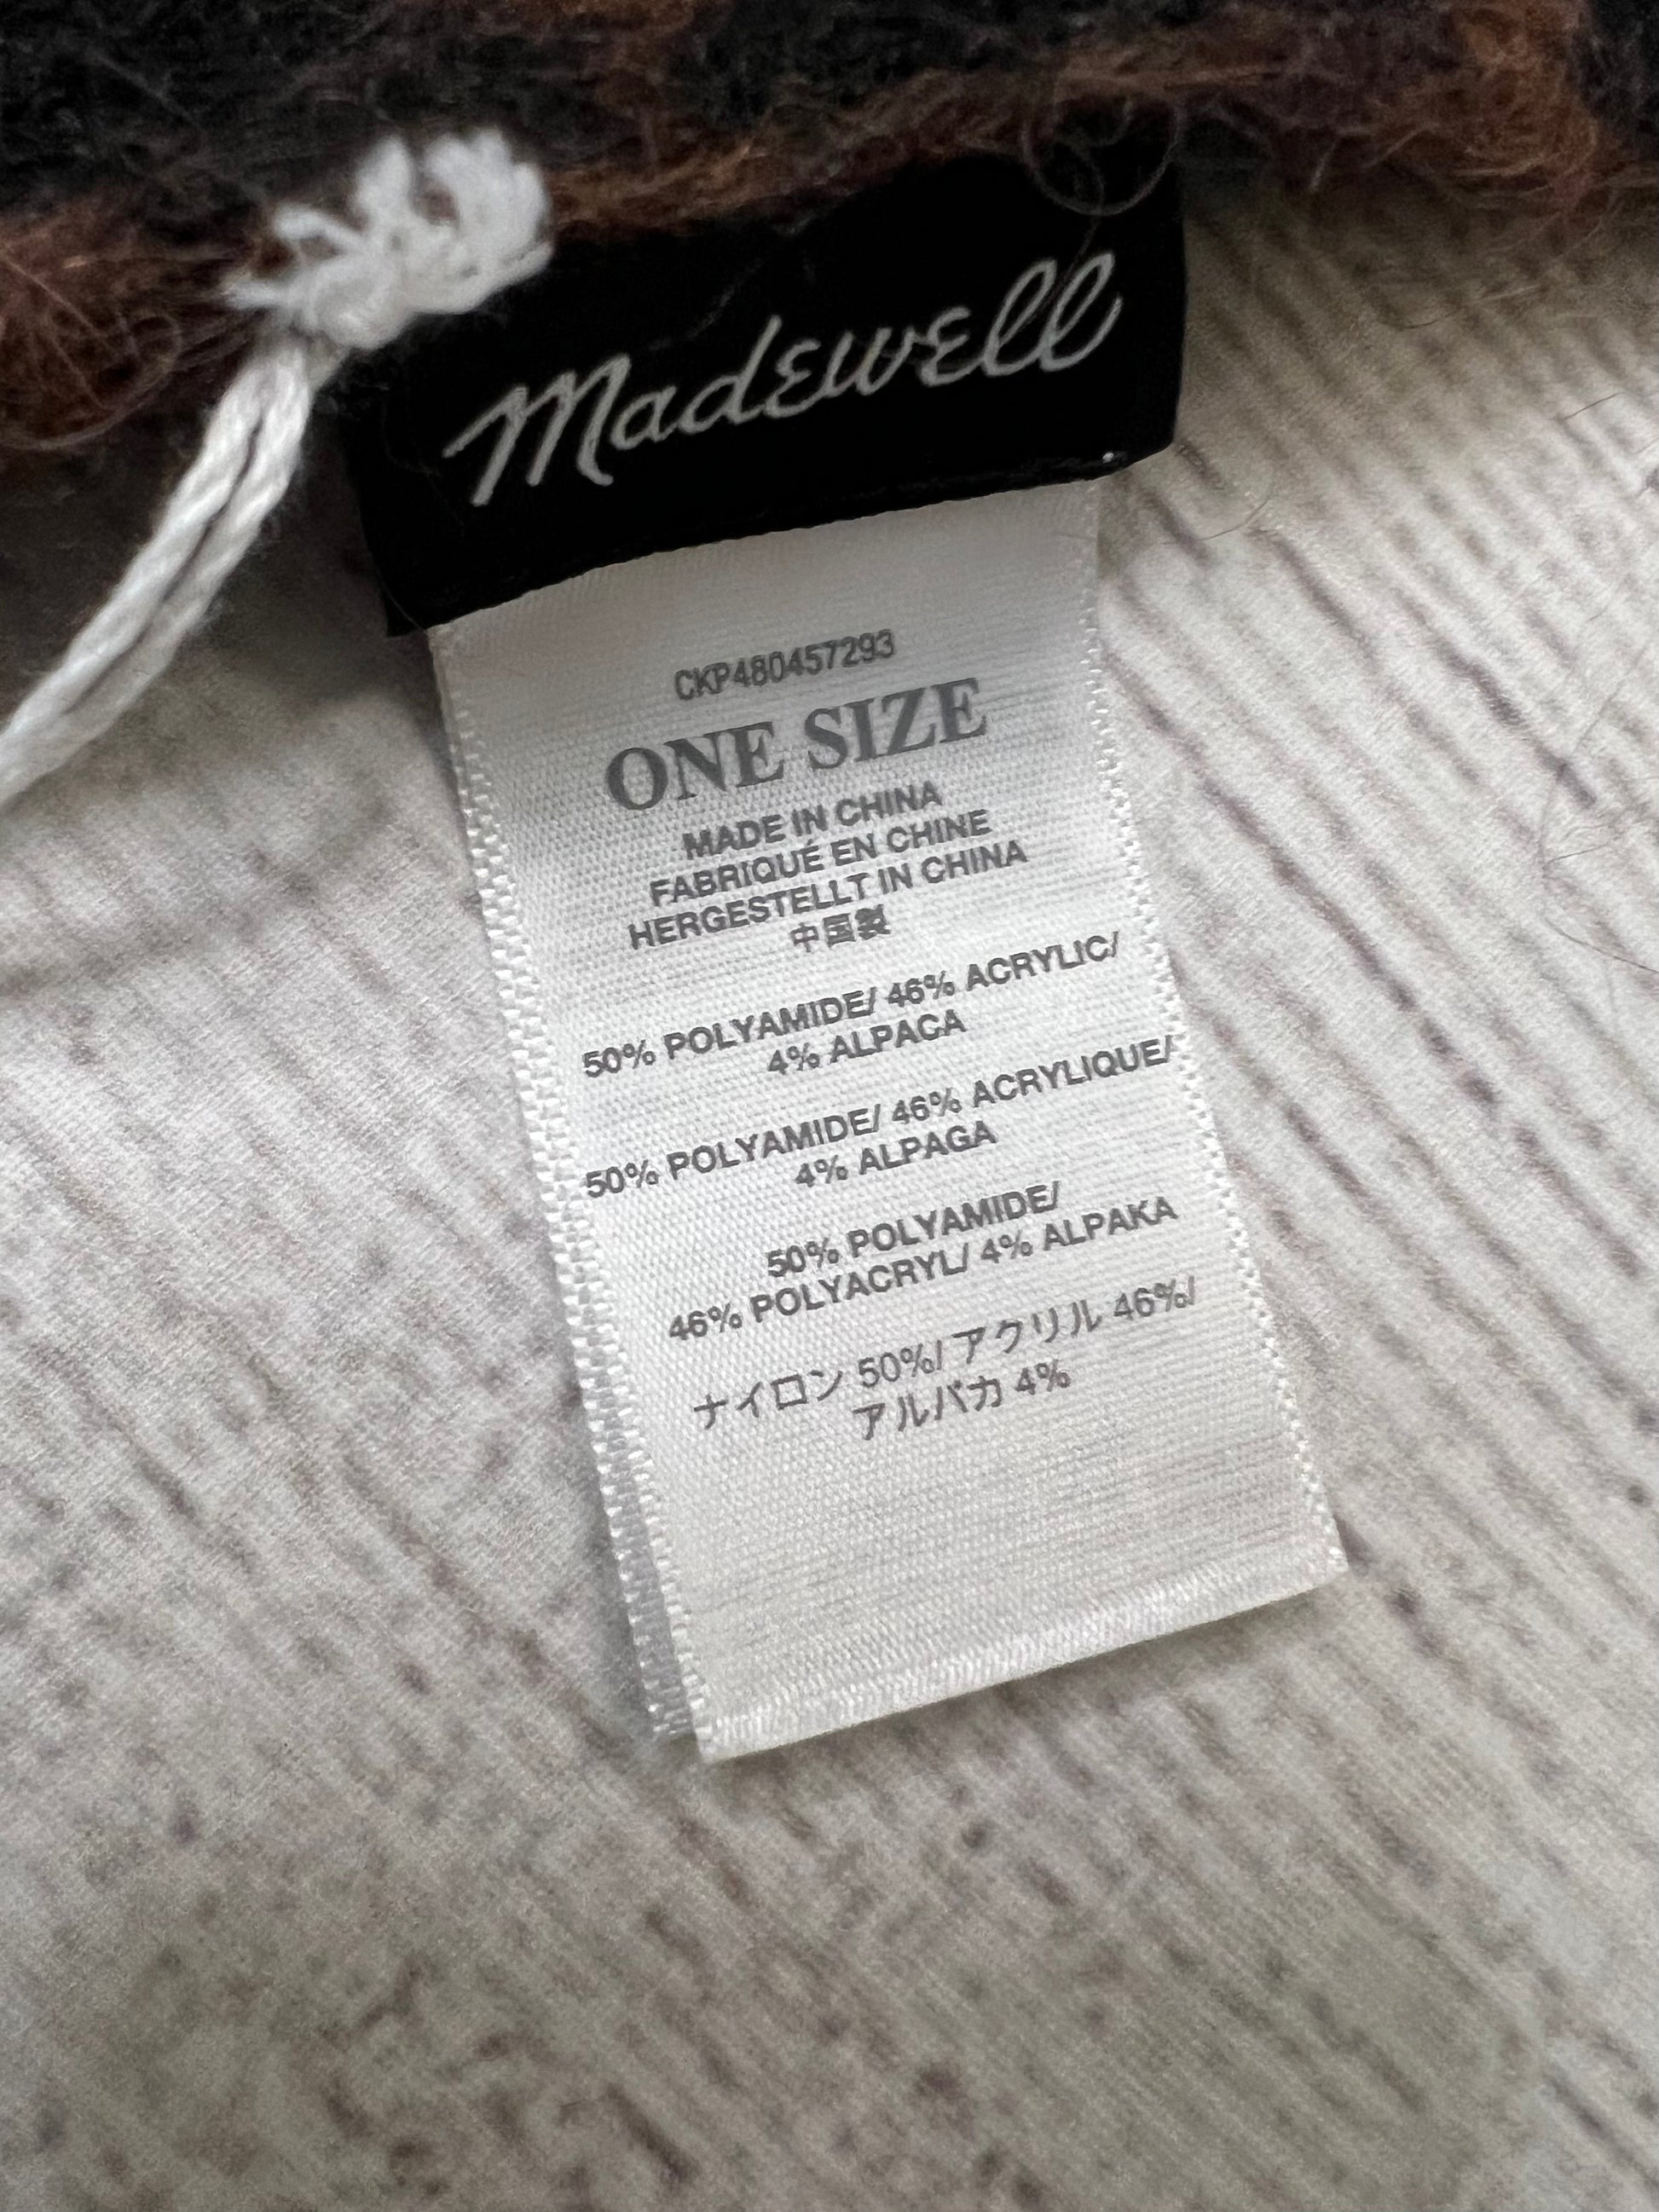 Madewell
CKP480457293
ONE SIZE
MADE IN CHINA
FABRIQUÉ EN CHINE
HERGESTELLT IN CHINA
中国製
50% POLYAMIDE/ 46% ACRYLIC/
4% ALPACA
50% POLYAMIDE/ 46% ACRYLIQUE/
4% ALPAGA
50% POLYAMIDE/
46% POLYACRYL/ 4% ALPAKA
ナイロン 50%/ アクリル 46%/
アルパカ 4%